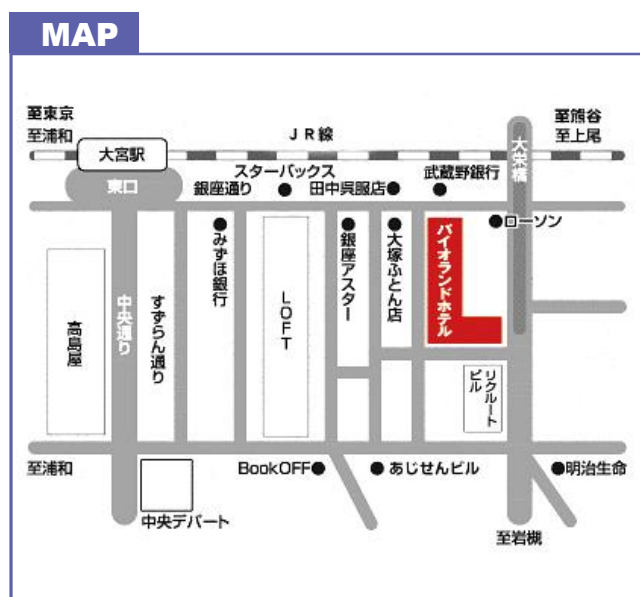 MAP
至東京
至浦和
JR線
至熊谷
至上尾
大宮駅
大栄橋
東口
スターバックス
武蔵野銀行
銀座通り
田中呉服店
ローソン
みずほ銀行
銀座アスター
大塚ふとん店
パイオランドホテル
LOFT
中央通り
すずらん通り
高島屋
リクルート
ビル
至浦和
BookOFF
あじせんビル
明治生命
中央デパート
至岩槻